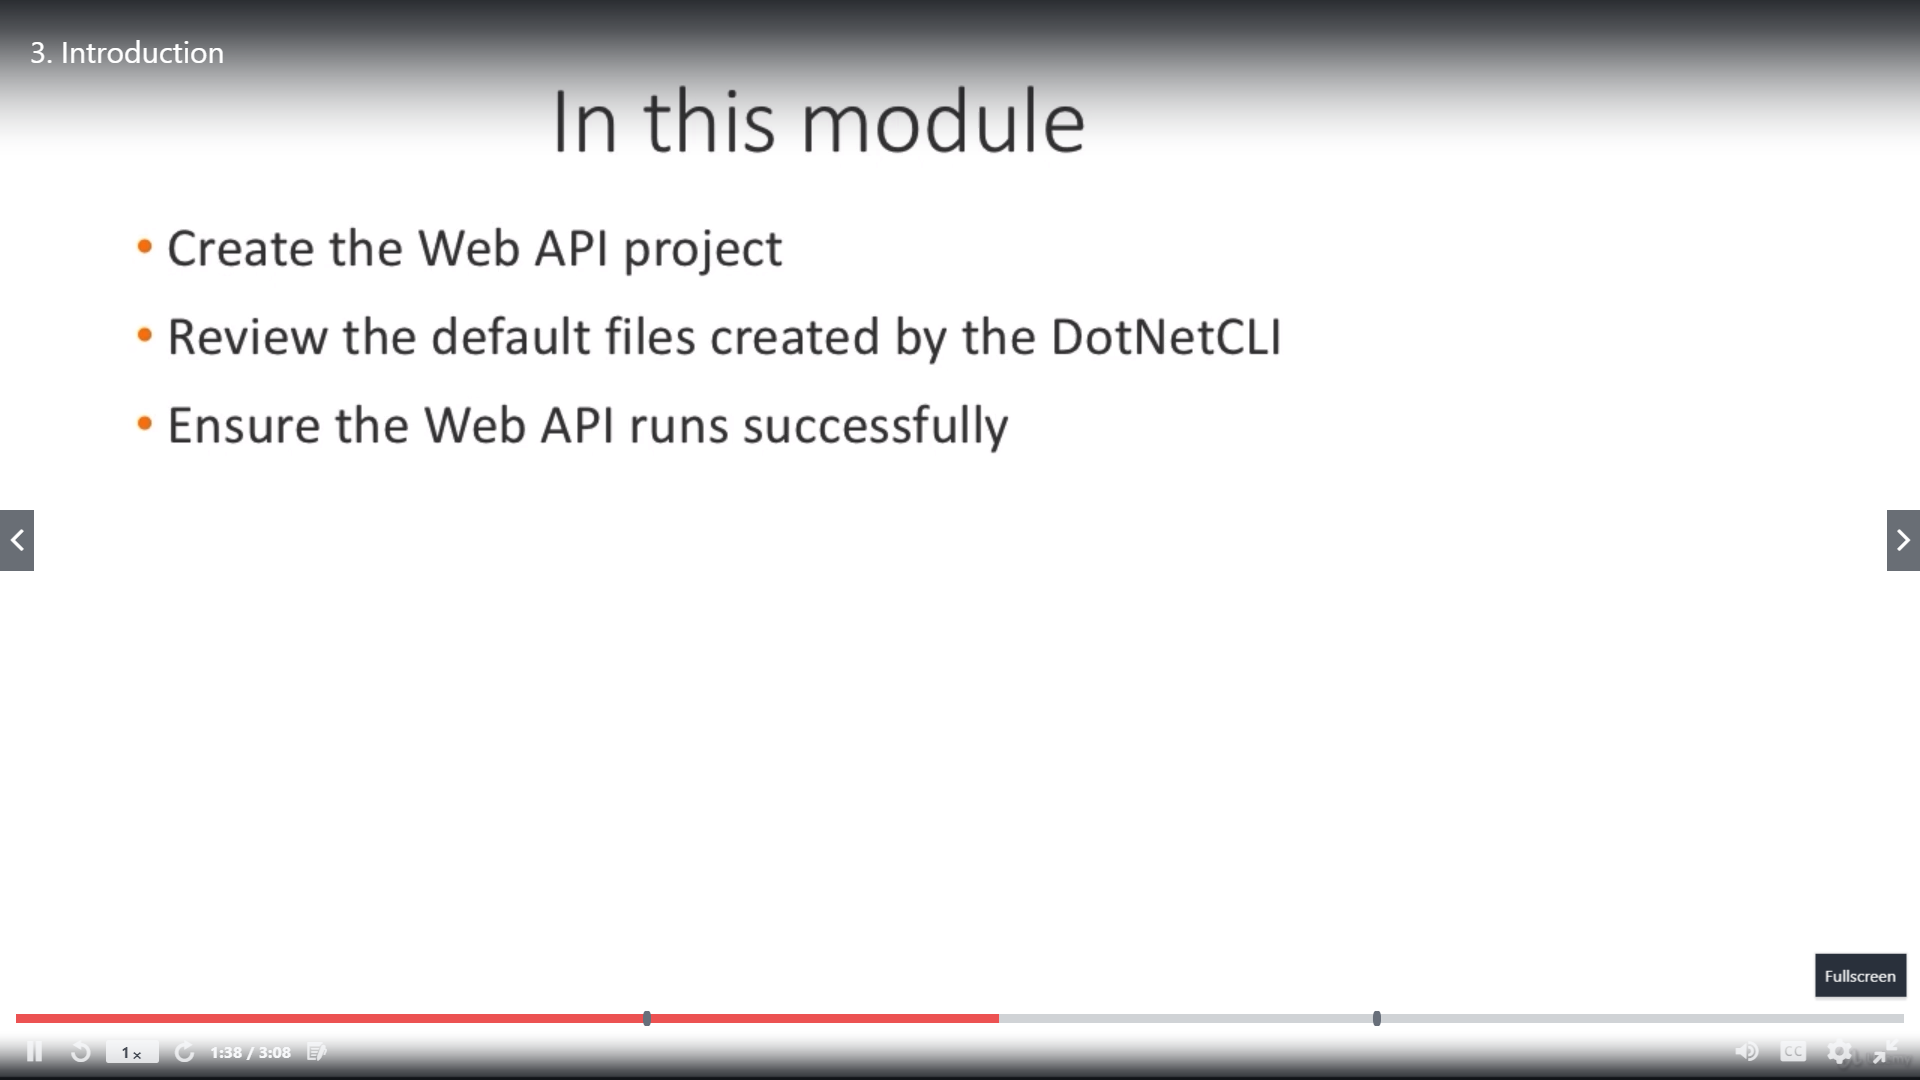 3. Introduction
In this module
• Create the Web API project
• Review the default files created by the DotNetCLI
• Ensure the Web API runs successfully
Fullscreen
1x
1:38 / 3:08
CC